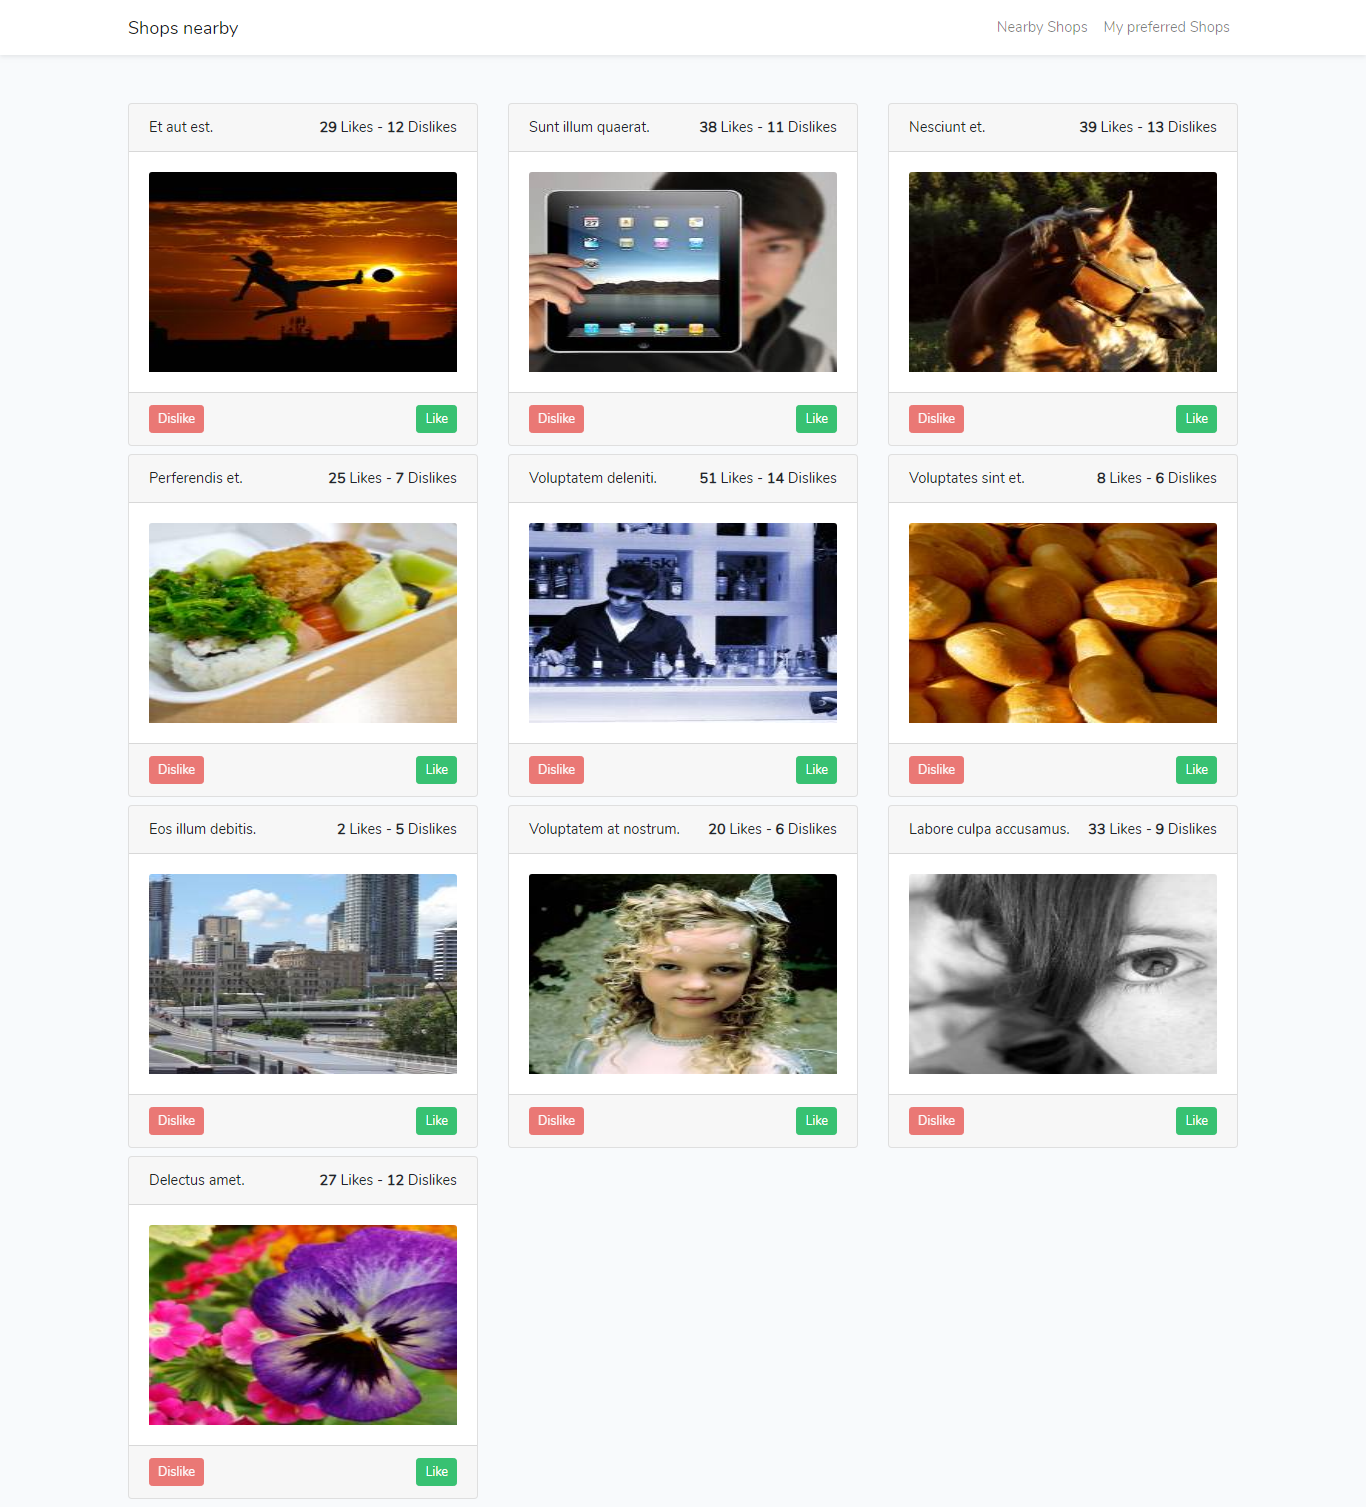 Shops nearby
Nearby Shops My preferred Shops
Et aut est. 29 Likes - 12 Dislikes
Sunt illum quaerat. 38 Likes - 11 Dislikes
Nesciunt et. 39 Likes - 13 Dislikes
Dislike Like
Dislike Like
Dislike Like
Perferendis et. 25 Likes - 7 Dislikes
Voluptatem deleniti. 51 Likes - 14 Dislikes
Voluptates sint et. 8 Likes - 6 Dislikes
Dislike Like
Dislike Like
Dislike Like
Eos illum debitis. 2 Likes - 5 Dislikes
Voluptatem at nostrum. 20 Likes - 6 Dislikes
Labore culpa accusamus. 33 Likes - 9 Dislikes
Dislike Like
Dislike Like
Dislike Like
Delectus amet. 27 Likes - 12 Dislikes
Dislike Like